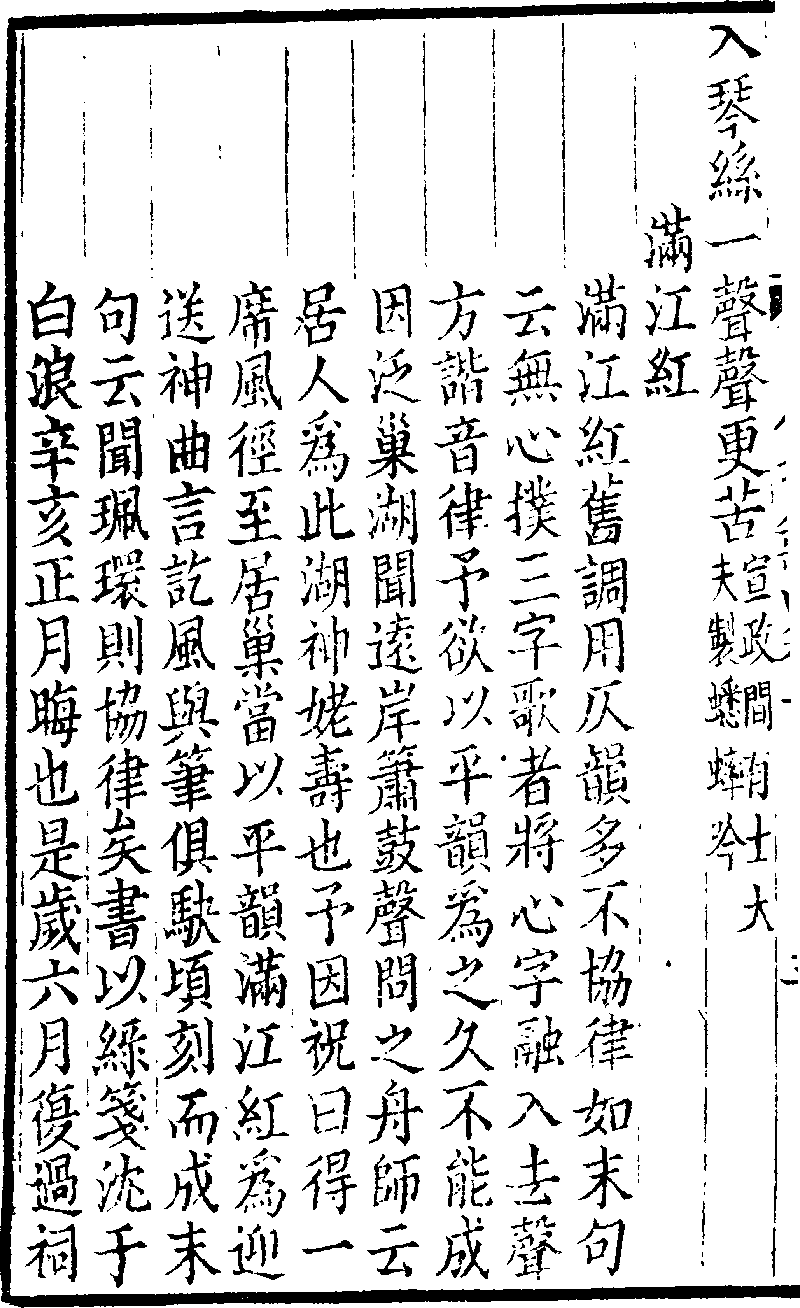 入琴絲一聲聲更苦宣政間有士大夫製蟋蟀吟
滿江紅
滿江紅舊調用仄韻多不協律如末句
云無心撲三字歌者將心字融入去聲
方諧音律予欲以平韻爲之久不能成
因泛巢湖聞遠岸簫鼓聲問之舟師云
居人爲此湖神姥壽也予因祝曰得一
席風徑至居巢當以平韻滿江紅爲迎
送神曲言訖風與筆俱駛頃刻而成末
句云聞珮環則協律矣書以綠箋沈于
白浪辛亥正月晦也是歲六月復過祠